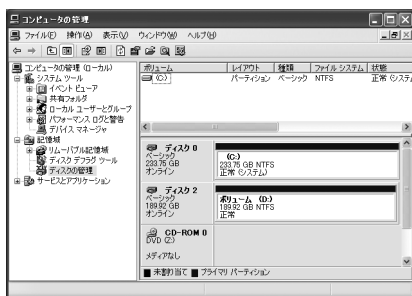 コンピュータの管理
ファイル(F) 操作(A) 表示(V) ウィンドウ(W) ヘルプ(H)
コンピュータの管理 (ローカル)
システム ツール
イベント ビューア
共有フォルダ
ローカル ユーザーとグループ
パフォーマンス ログと警告
デバイス マネージャ
記憶域
リムーバブル記憶域
ディスク デフラグ ツール
ディスクの管理
サービスとアプリケーション
ボリューム レイアウト 種類 ファイル システム 状態
(C:) パーティション ベーシック NTFS 正常 (システム
ディスク 0
ベーシック
233.75 GB
オンライン
(C:)
233.75 GB NTFS
正常 (システム)
ディスク 2
ベーシック
189.92 GB
オンライン
ボリューム (D:)
189.92 GB NTFS
正常
CD-ROM 0
DVD (Z:)
メディアなし
未割り当て プライマリ パーティション